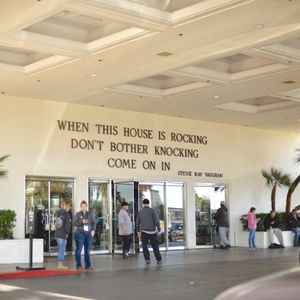 WHEN THIS HOUSE IS ROCKING
DON'T BOTHER KNOCKING
COME ON IN
STEVIE RAY VAUGHAN